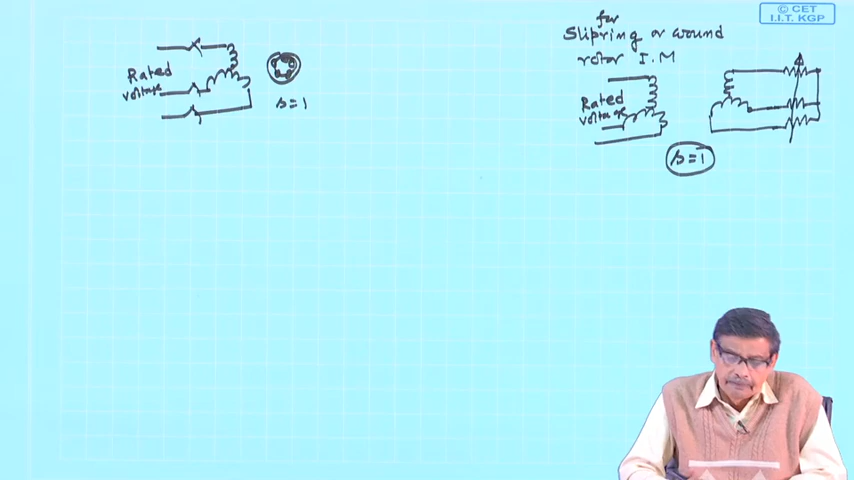 © CET
I.I.T. KGP
for
Slipring or wound
rotor I.M
Rated
voltage
s=1
Rated
voltage
s=1